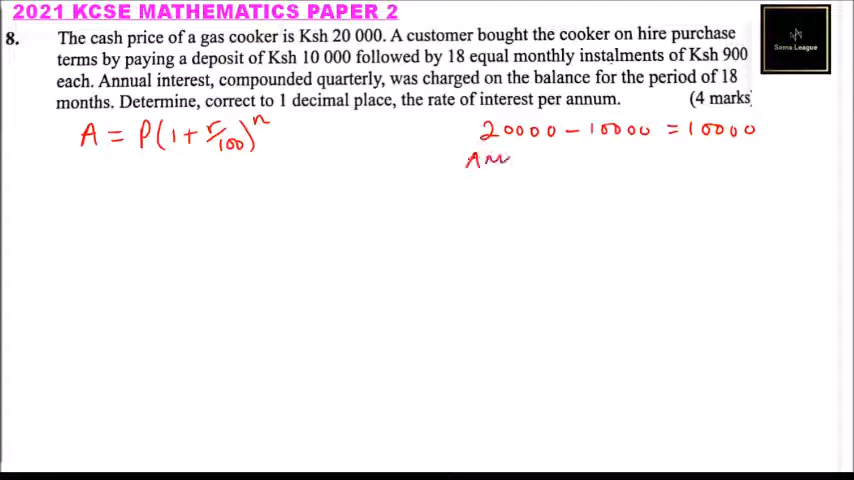 2021 KCSE MATHEMATICS PAPER 2
8. The cash price of a gas cooker is Ksh 20 000. A customer bought the cooker on hire purchase
terms by paying a deposit of Ksh 10 000 followed by 18 equal monthly instalments of Ksh 900
each. Annual interest, compounded quarterly, was charged on the balance for the period of 18
months. Determine, correct to 1 decimal place, the rate of interest per annum. (4 marks)
A = P(1 + r/100)^n
20000 - 10000 = 10000
Am
Soma League